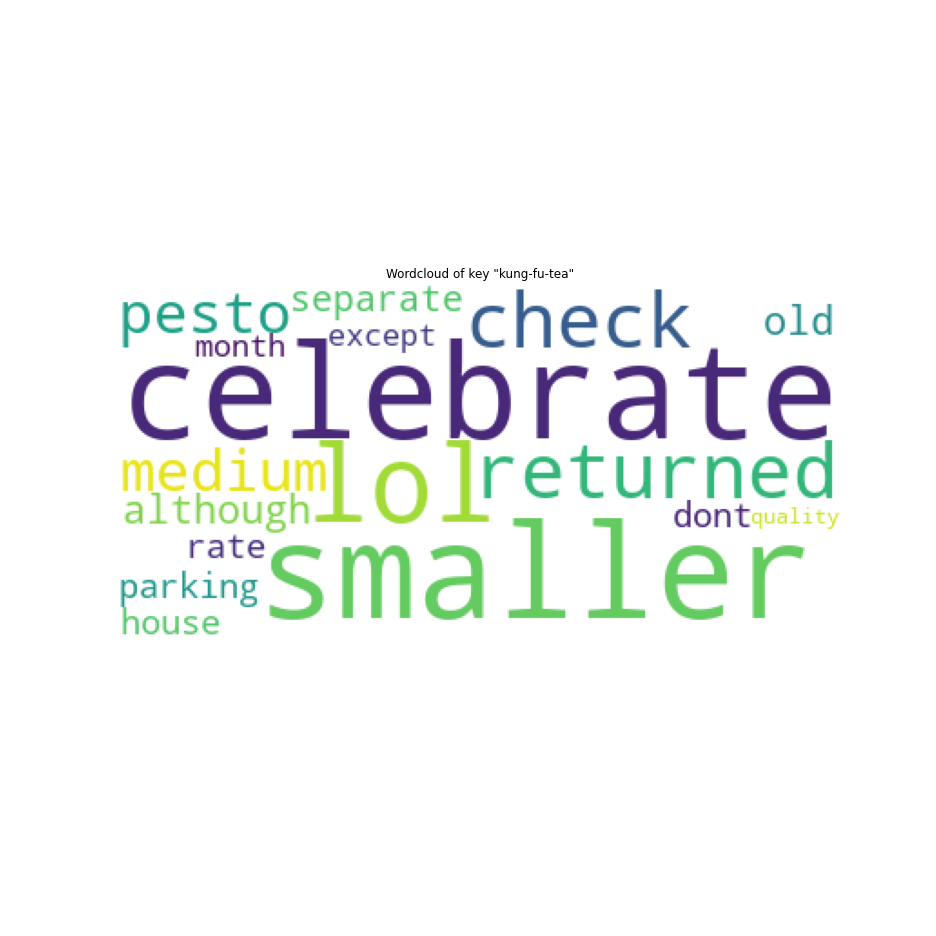 Wordcloud of key "kung-fu-tea"
pesto separate check old
month except
celebrate
medium lol returned
although dont quality
rate smaller
parking
house